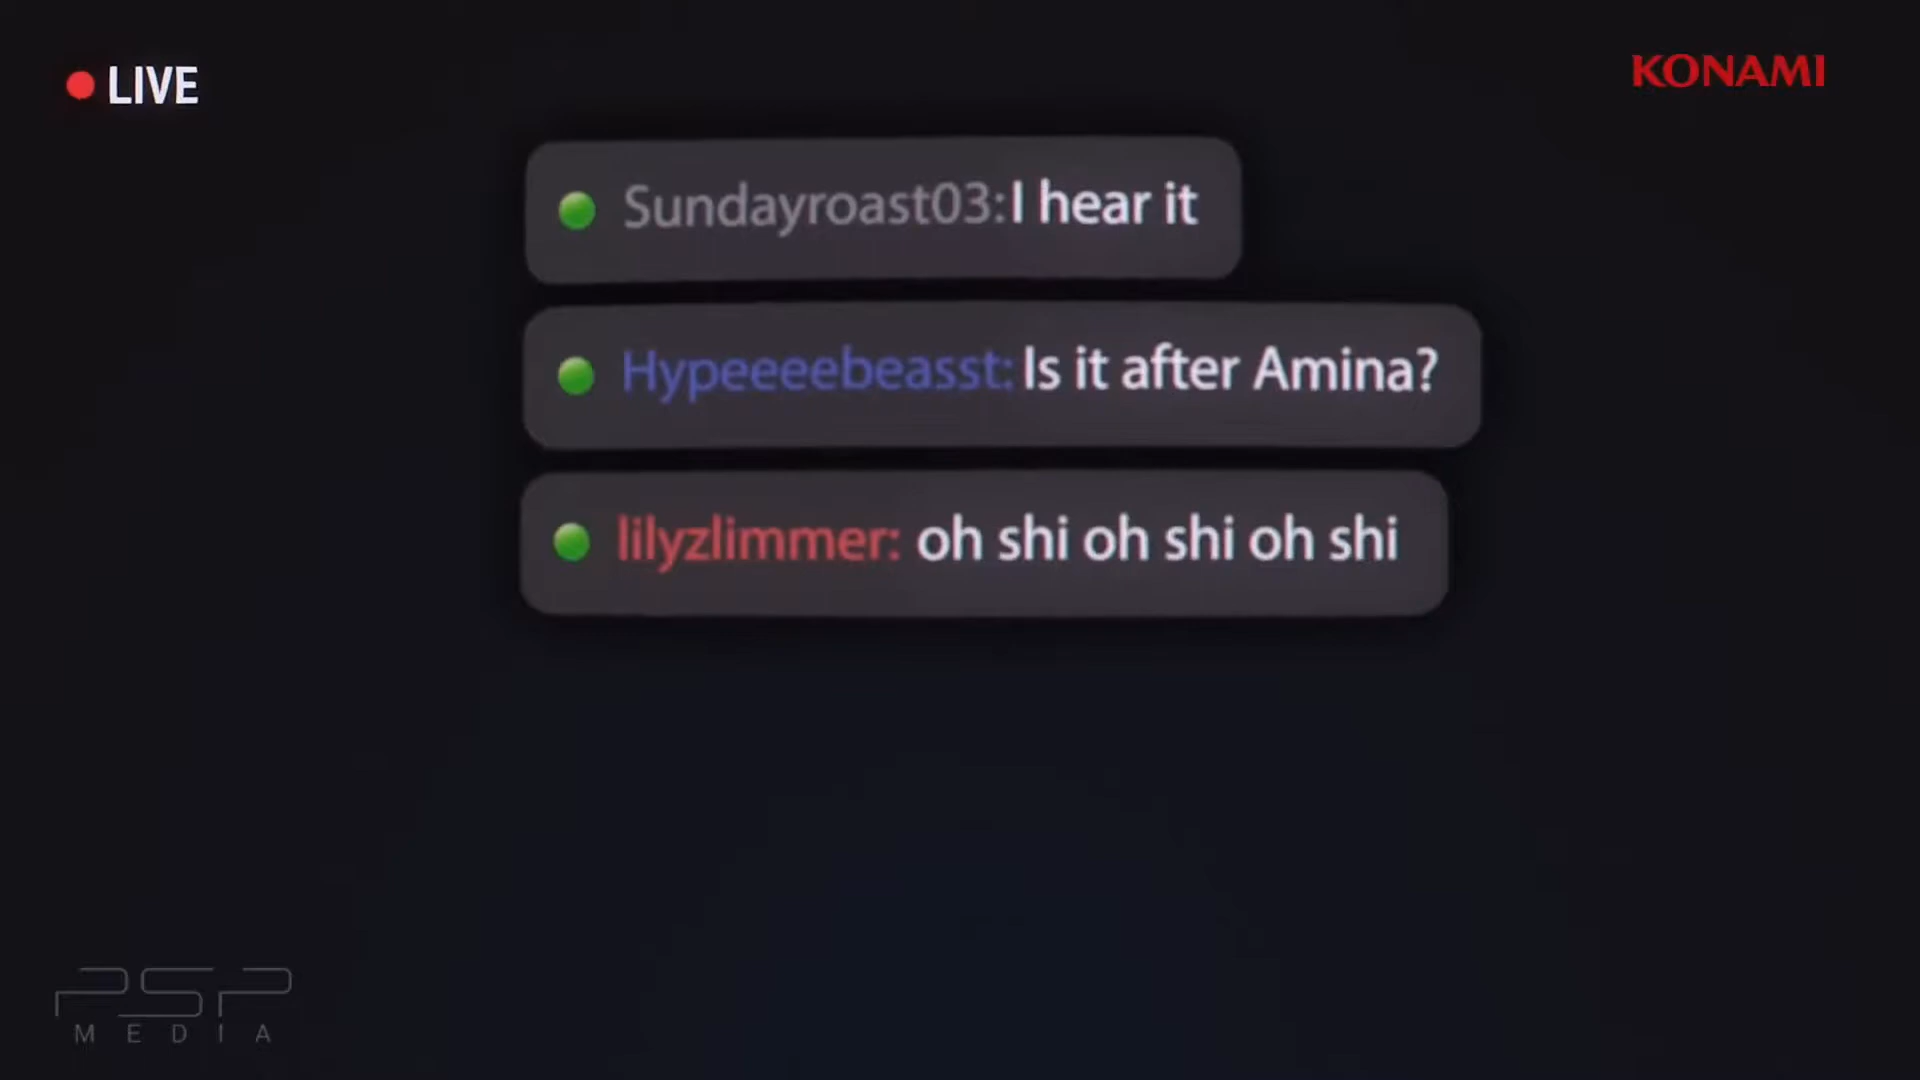 LIVE
KONAMI
Sundayroast03: I hear it
Hypeeeebeasst: Is it after Amina?
lilyzlimmer: oh shi oh shi oh shi
PSP
MEDIA